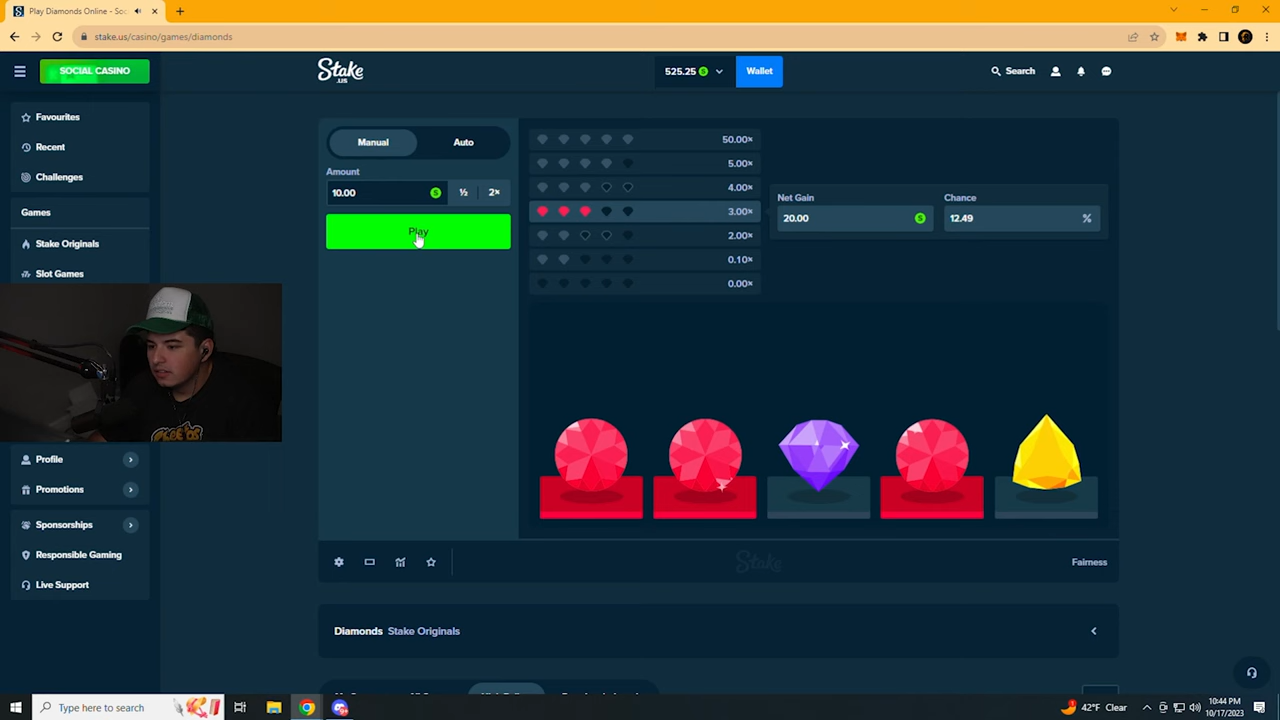 Play Diamonds Online - Soc
stake.us/casino/games/diamonds
SOCIAL CASINO
Stake
.US
525.25
Wallet
Search
Favourites
Recent
Challenges
Games
Stake Originals
Slot Games
Profile
Promotions
Sponsorships
Responsible Gaming
Live Support
Manual
Auto
Amount
10.00
½
2×
Play
50.00×
5.00×
4.00×
3.00×
2.00×
0.10×
0.00×
Net Gain
20.00
Chance
12.49
%
Stake
Fairness
Diamonds Stake Originals
Type here to search
42°F Clear
10:44 PM
10/17/2023